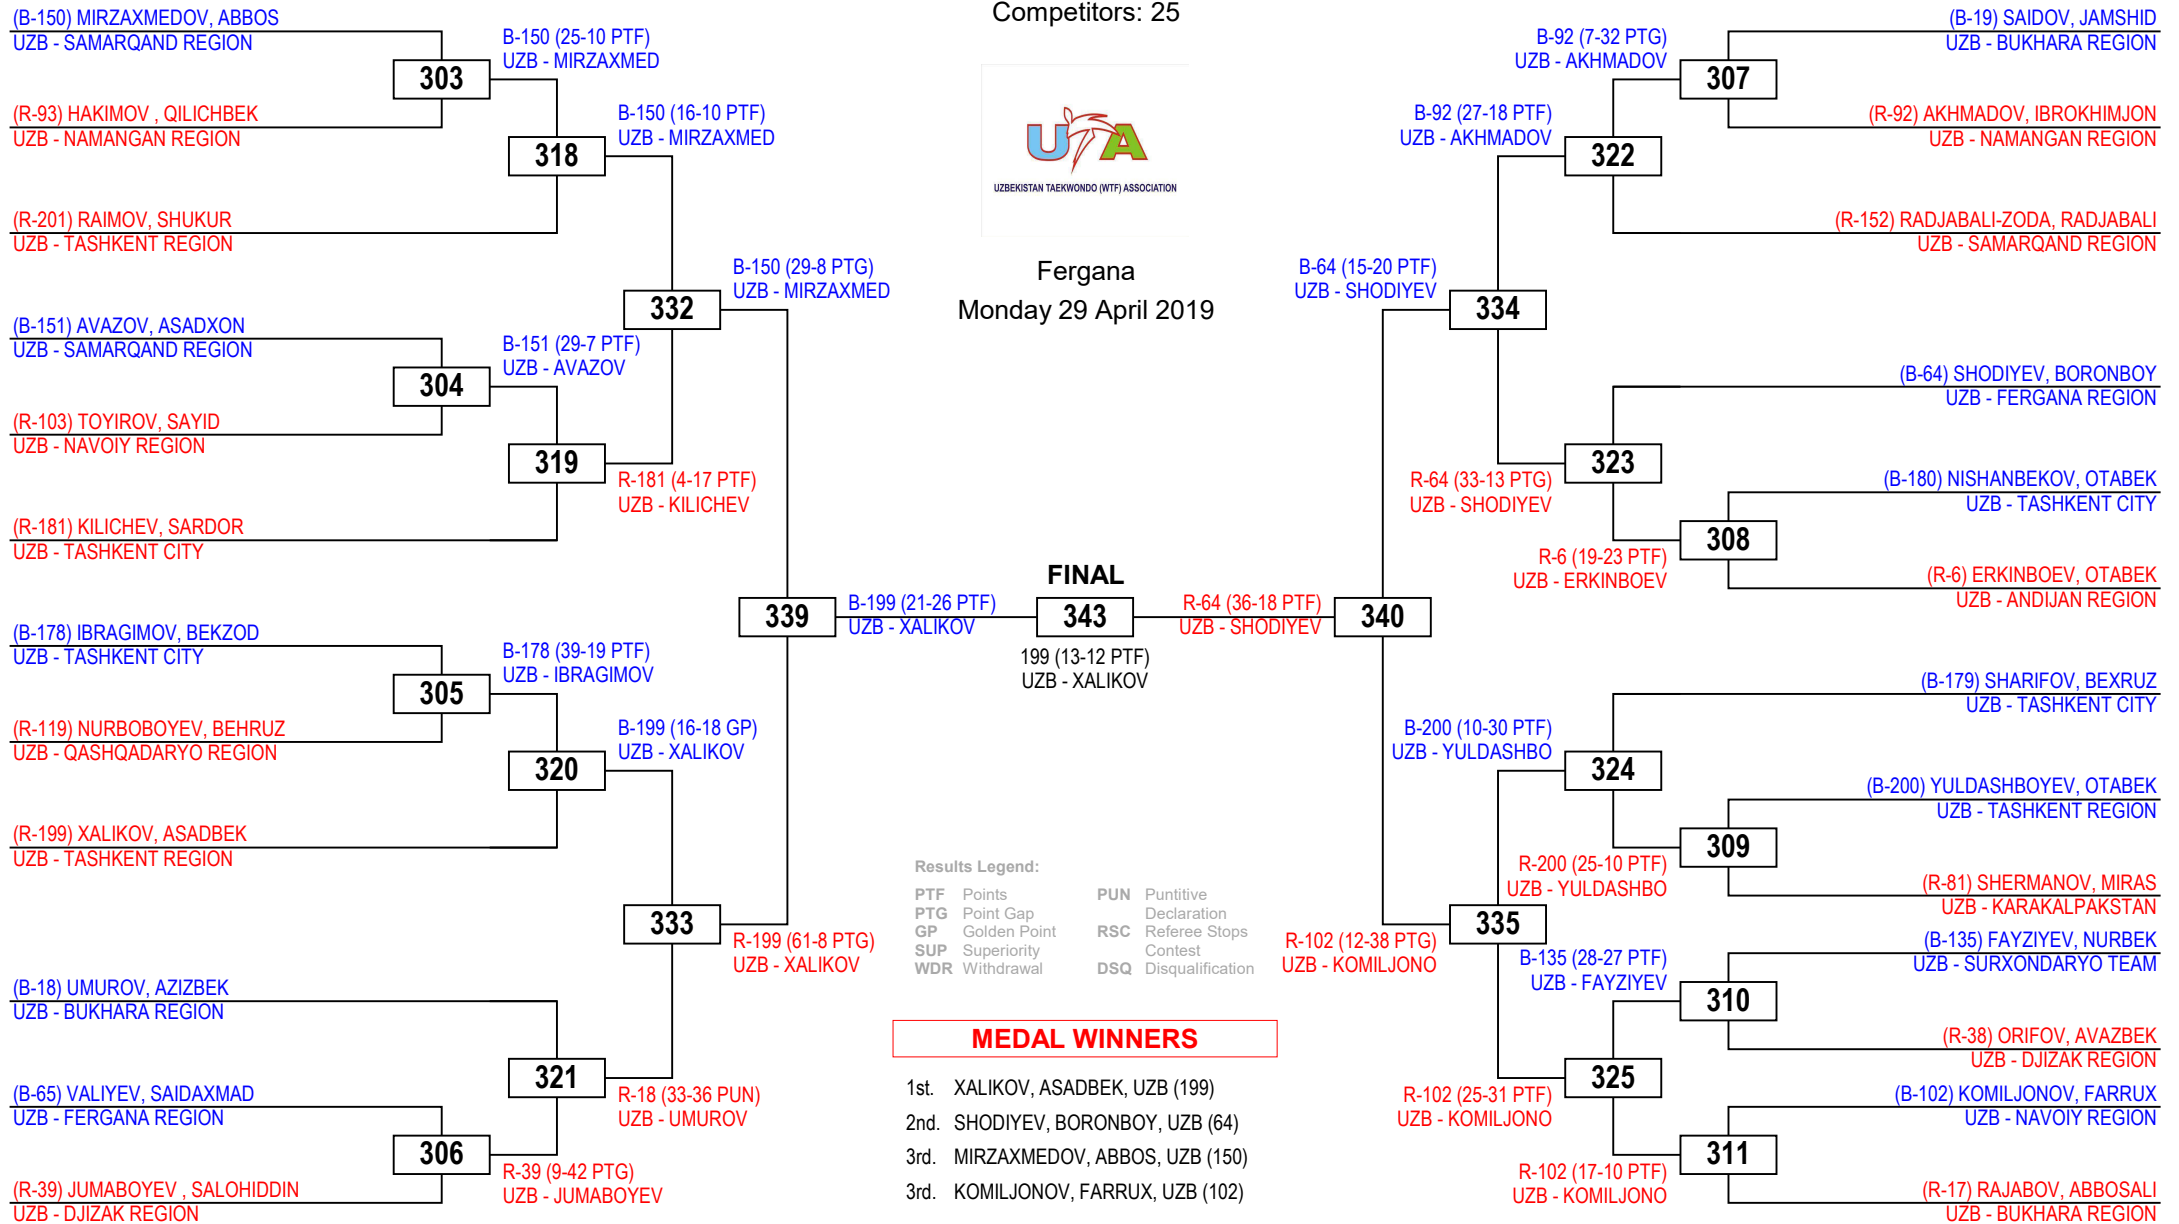 Competitors: 25
UTA
UZBEKISTAN TAEKWONDO (WTF) ASSOCIATION
Fergana
Monday 29 April 2019
(B-150) MIRZAXMEDOV, ABBOS
UZB - SAMARQAND REGION
303
(R-93) HAKIMOV , QILICHBEK
UZB - NAMANGAN REGION
B-150 (25-10 PTF)
UZB - MIRZAXMED
318
(R-201) RAIMOV, SHUKUR
UZB - TASHKENT REGION
B-150 (16-10 PTF)
UZB - MIRZAXMED
332
B-150 (29-8 PTG)
UZB - MIRZAXMED
(B-151) AVAZOV, ASADXON
UZB - SAMARQAND REGION
304
(R-103) TOYIROV, SAYID
UZB - NAVOIY REGION
B-151 (29-7 PTF)
UZB - AVAZOV
319
(R-181) KILICHEV, SARDOR
UZB - TASHKENT CITY
R-181 (4-17 PTF)
UZB - KILICHEV
339
B-199 (21-26 PTF)
UZB - XALIKOV
(B-178) IBRAGIMOV, BEKZOD
UZB - TASHKENT CITY
305
(R-119) NURBOBOYEV, BEHRUZ
UZB - QASHQADARYO REGION
B-178 (39-19 PTF)
UZB - IBRAGIMOV
320
(R-199) XALIKOV, ASADBEK
UZB - TASHKENT REGION
B-199 (16-18 GP)
UZB - XALIKOV
333
R-199 (61-8 PTG)
UZB - XALIKOV
(B-18) UMUROV, AZIZBEK
UZB - BUKHARA REGION
321
R-18 (33-36 PUN)
UZB - UMUROV
(B-65) VALIYEV, SAIDAXMAD
UZB - FERGANA REGION
306
(R-39) JUMABOYEV , SALOHIDDIN
UZB - DJIZAK REGION
R-39 (9-42 PTG)
UZB - JUMABOYEV
FINAL
343
199 (13-12 PTF)
UZB - XALIKOV
(B-19) SAIDOV, JAMSHID
UZB - BUKHARA REGION
307
(R-92) AKHMADOV, IBROKHIMJON
UZB - NAMANGAN REGION
B-92 (7-32 PTG)
UZB - AKHMADOV
322
(R-152) RADJABALI-ZODA, RADJABALI
UZB - SAMARQAND REGION
B-92 (27-18 PTF)
UZB - AKHMADOV
334
B-64 (15-20 PTF)
UZB - SHODIYEV
(B-64) SHODIYEV, BORONBOY
UZB - FERGANA REGION
323
R-64 (33-13 PTG)
UZB - SHODIYEV
(B-180) NISHANBEKOV, OTABEK
UZB - TASHKENT CITY
308
(R-6) ERKINBOEV, OTABEK
UZB - ANDIJAN REGION
R-6 (19-23 PTF)
UZB - ERKINBOEV
R-64 (36-18 PTF)
UZB - SHODIYEV
340
(B-179) SHARIFOV, BEXRUZ
UZB - TASHKENT CITY
324
B-200 (10-30 PTF)
UZB - YULDASHBO
(B-200) YULDASHBOYEV, OTABEK
UZB - TASHKENT REGION
309
(R-81) SHERMANOV, MIRAS
UZB - KARAKALPAKSTAN
R-200 (25-10 PTF)
UZB - YULDASHBO
335
R-102 (12-38 PTG)
UZB - KOMILJONO
(B-135) FAYZIYEV, NURBEK
UZB - SURXONDARYO TEAM
310
(R-38) ORIFOV, AVAZBEK
UZB - DJIZAK REGION
B-135 (28-27 PTF)
UZB - FAYZIYEV
325
R-102 (25-31 PTF)
UZB - KOMILJONO
(B-102) KOMILJONOV, FARRUX
UZB - NAVOIY REGION
311
(R-17) RAJABOV, ABBOSALI
UZB - BUKHARA REGION
R-102 (17-10 PTF)
UZB - KOMILJONO
Results Legend:
PTF Points
PTG Point Gap
GP Golden Point
SUP Superiority
WDR Withdrawal
PUN Puntitive
Declaration
RSC Referee Stops
Contest
DSQ Disqualification
MEDAL WINNERS
1st. XALIKOV, ASADBEK, UZB (199)
2nd. SHODIYEV, BORONBOY, UZB (64)
3rd. MIRZAXMEDOV, ABBOS, UZB (150)
3rd. KOMILJONOV, FARRUX, UZB (102)